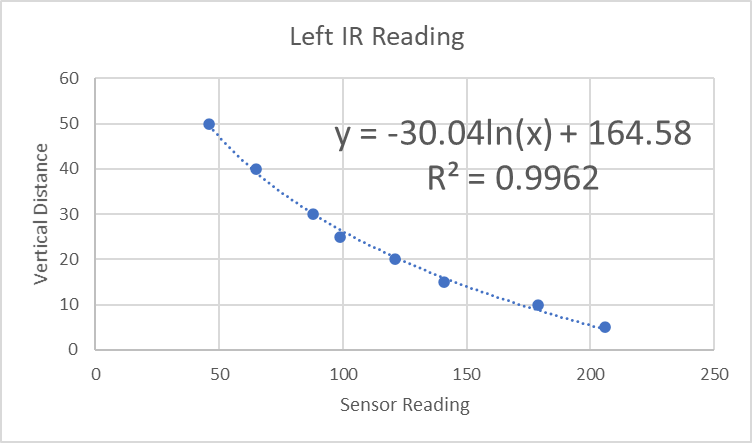 Left IR Reading
y = -30.04ln(x) + 164.58
R² = 0.9962
Vertical Distance
60
50
40
30
20
10
0
0 50 100 150 200 250
Sensor Reading